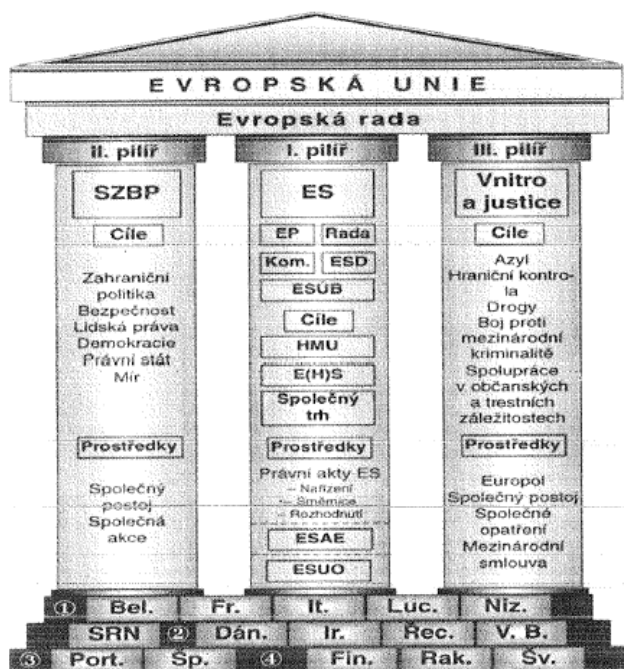 EVROPSKÁ UNIE
Evropská rada
II. pilíř
SZBP
Cíle
Zahraniční
politika
Bezpečnost
Lidská práva
Demokracie
Právní stát
Mír
Prostředky
Společný
postoj
Společná
akce
I. pilíř
ES
EP Rada
Kom. ESD
ESÚB
Cíle
HMU
E(H)S
Společný
trh
Prostředky
Právní akty ES
– Nařízení
– Směrnice
– Rozhodnutí
ESAE
ESUO
III. pilíř
Vnitro
a justice
Cíle
Azyl
Hraniční kontro-
la
Drogy
Boj proti
mezinárodní
kriminalitě
Spolupráce
v občanských
a trestních
záležitostech
Prostředky
Europol
Společný postoj
Společné
opatření
Mezinárodní
smlouva
① Bel. Fr. It. Luc. Niz.
SRN ② Dán. Ir. Řec. V. B.
③ Port. Šp. ④ Fin. Rak. Šv.